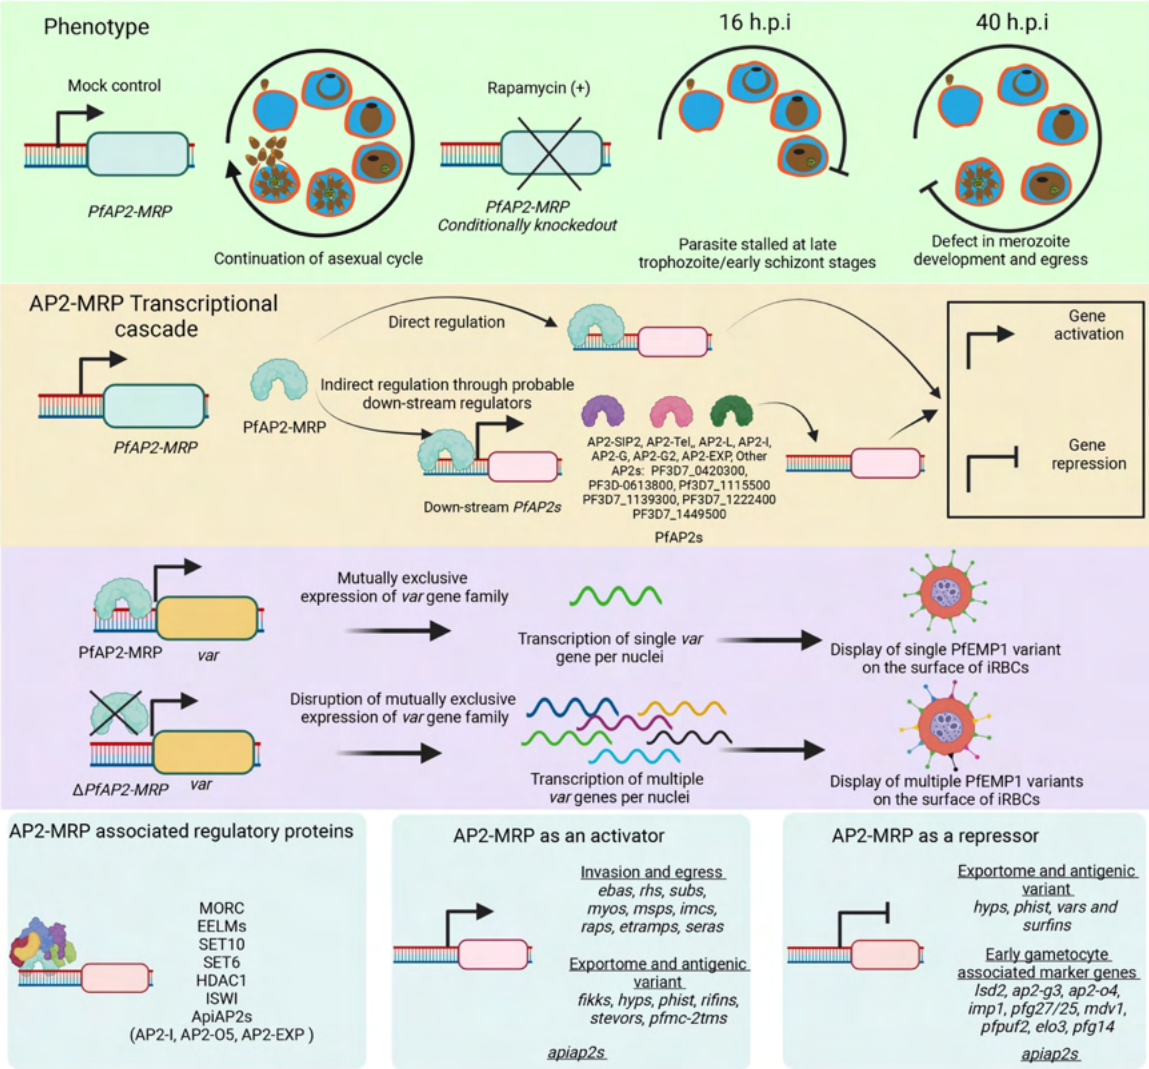 Phenotype
Mock control
PfAP2-MRP
Continuation of asexual cycle
Rapamycin (+)
PfAP2-MRP
Conditionally knockedout
16 h.p.i
Parasite stalled at late
trophozoite/early schizont stages
40 h.p.i
Defect in merozoite
development and egress
AP2-MRP Transcriptional
cascade
PfAP2-MRP
PfAP2-MRP
Direct regulation
Indirect regulation through probable
down-stream regulators
Down-stream PfAP2s
AP2-SIP2, AP2-Tel,, AP2-L, AP2-I,
AP2-G, AP2-G2, AP2-EXP, Other
AP2s: PF3D7_0420300,
PF3D-0613800, Pf3D7_1115500
PF3D7_1139300, PF3D7_1222400
PF3D7_1449500
PfAP2s
Gene
activation
Gene
repression
PfAP2-MRP
var
Mutually exclusive
expression of var gene family
Transcription of single var
gene per nuclei
Display of single PfEMP1 variant
on the surface of iRBCs
ΔPfAP2-MRP
var
Disruption of mutually exclusive
expression of var gene family
Transcription of multiple
var genes per nuclei
Display of multiple PfEMP1 variants
on the surface of iRBCs
AP2-MRP associated regulatory proteins
MORC
EELMs
SET10
SET6
HDAC1
ISWI
ApiAP2s
(AP2-I, AP2-O5, AP2-EXP )
AP2-MRP as an activator
Invasion and egress
ebas, rhs, subs,
myos, msps, imcs,
raps, etramps, seras
Exportome and antigenic
variant
fikks, hyps, phist, rifins,
stevors, pfmc-2tms
apiap2s
AP2-MRP as a repressor
Exportome and antigenic
variant
hyps, phist, vars and
surfins
Early gametocyte
associated marker genes
lsd2, ap2-g3, ap2-o4,
imp1, pfg27/25, mdv1,
pfpuf2, elo3, pfg14
apiap2s